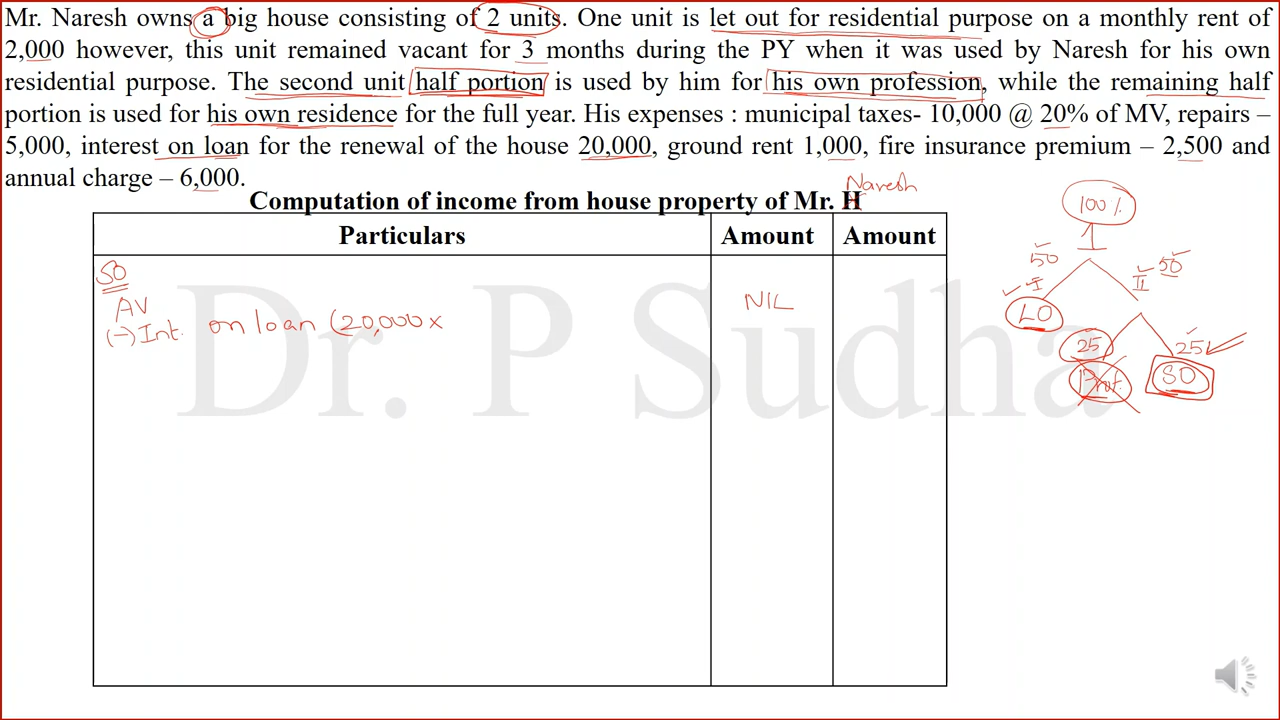 Mr. Naresh owns a big house consisting of 2 units. One unit is let out for residential purpose on a monthly rent of
2,000 however, this unit remained vacant for 3 months during the PY when it was used by Naresh for his own
residential purpose. The second unit half portion is used by him for his own profession, while the remaining half
portion is used for his own residence for the full year. His expenses : municipal taxes- 10,000 @ 20% of MV, repairs –
5,000, interest on loan for the renewal of the house 20,000, ground rent 1,000, fire insurance premium – 2,500 and
annual charge – 6,000.
Naresh
Computation of income from house property of Mr. H
Particulars Amount Amount
SO
AV NIL
(-) Int. on loan (20,000 x
100%
50 50
I II
LO
25 25
Prof. SO
Dr. P Sudha